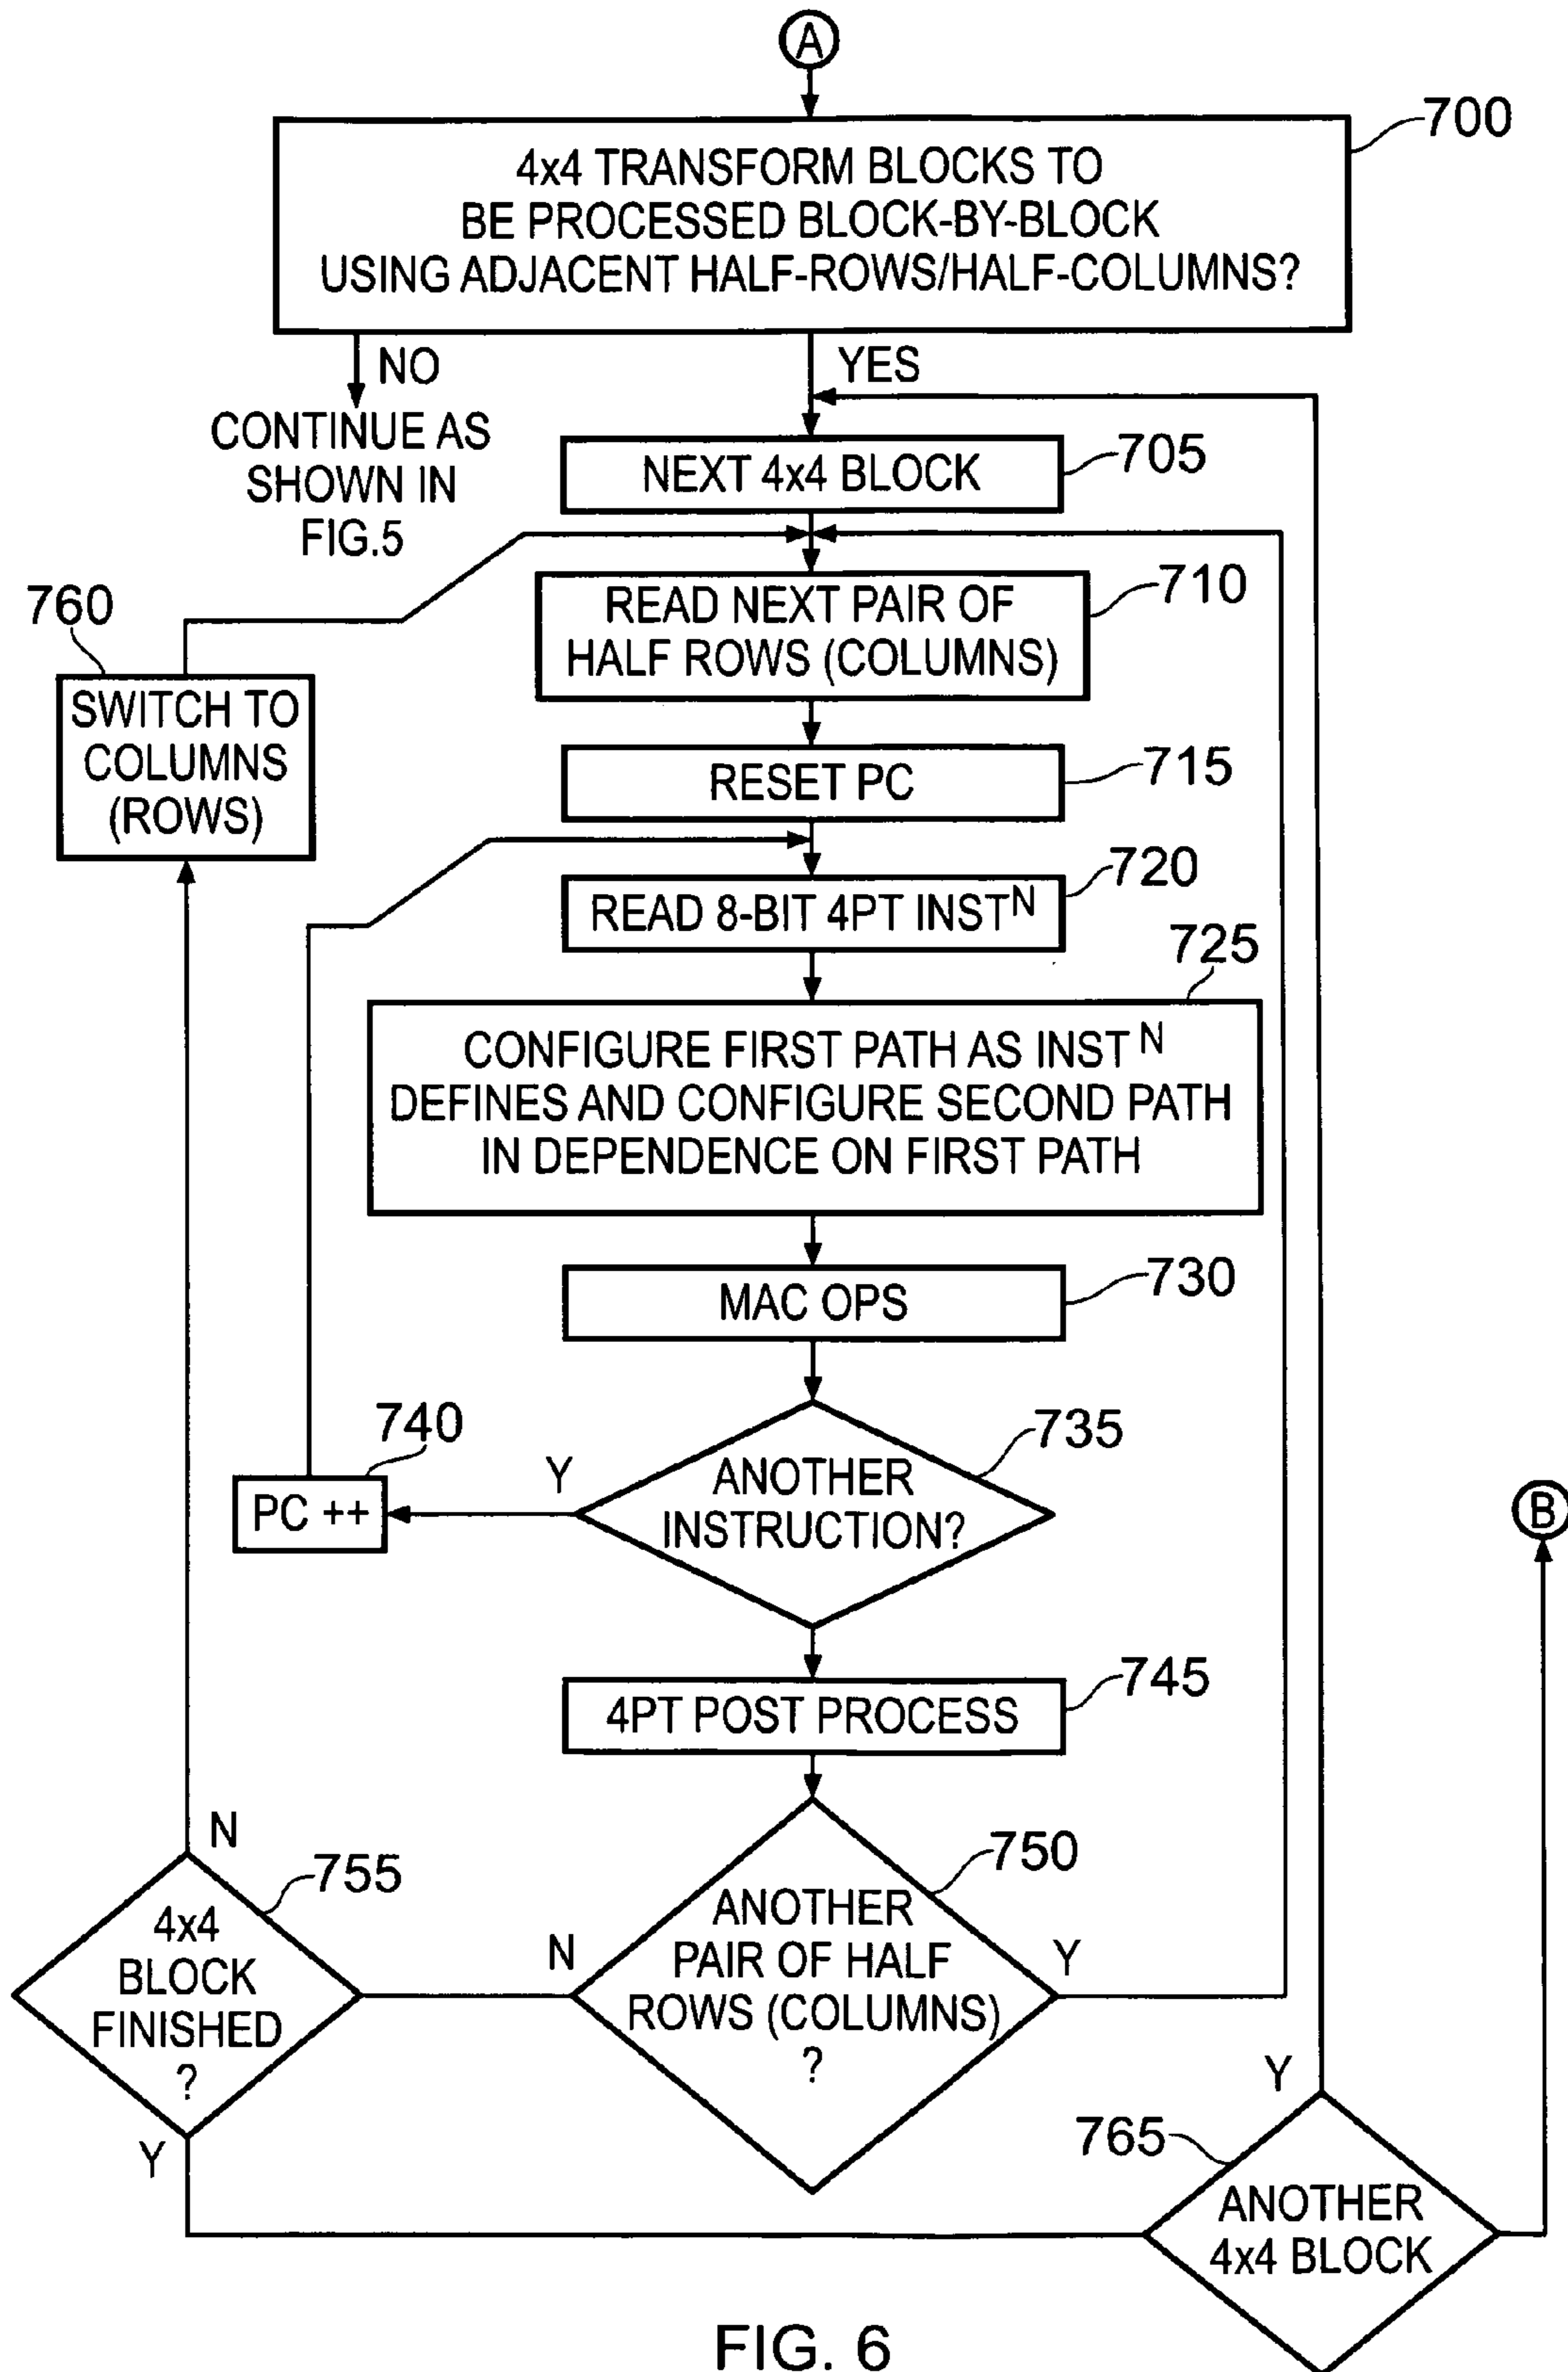 A
700
4x4 TRANSFORM BLOCKS TO
BE PROCESSED BLOCK-BY-BLOCK
USING ADJACENT HALF-ROWS/HALF-COLUMNS?
NO
YES
CONTINUE AS
SHOWN IN
FIG.5
705
NEXT 4x4 BLOCK
710
READ NEXT PAIR OF
HALF ROWS (COLUMNS)
760
SWITCH TO
COLUMNS
(ROWS)
715
RESET PC
720
READ 8-BIT 4PT INST^N
725
CONFIGURE FIRST PATH AS INST^N
DEFINES AND CONFIGURE SECOND PATH
IN DEPENDENCE ON FIRST PATH
730
MAC OPS
735
ANOTHER
INSTRUCTION?
Y
740
PC ++
B
745
4PT POST PROCESS
750
ANOTHER
PAIR OF HALF
ROWS (COLUMNS)
?
N
Y
755
4x4
BLOCK
FINISHED
?
N
Y
765
ANOTHER
4x4 BLOCK
Y
FIG. 6